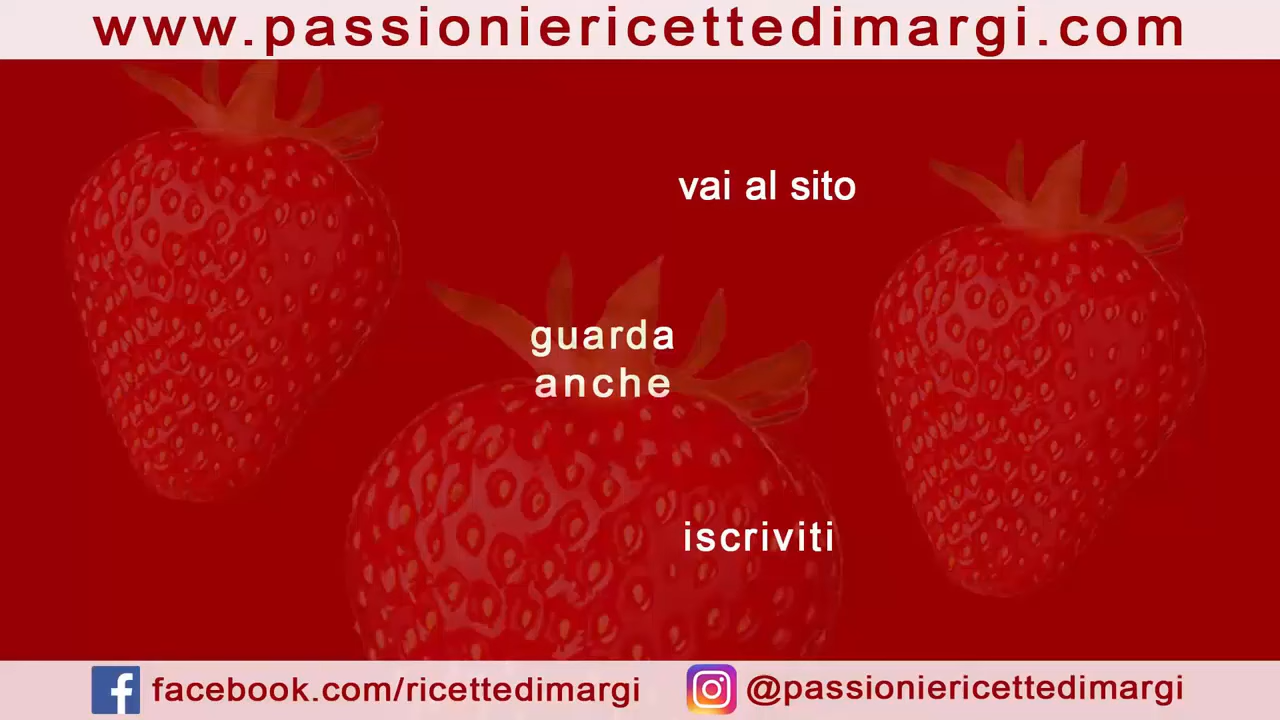 www.passioniericettedimargi.com
vai al sito
guarda
anche
iscriviti
facebook.com/ricettedimargi
@passioniericettedimargi